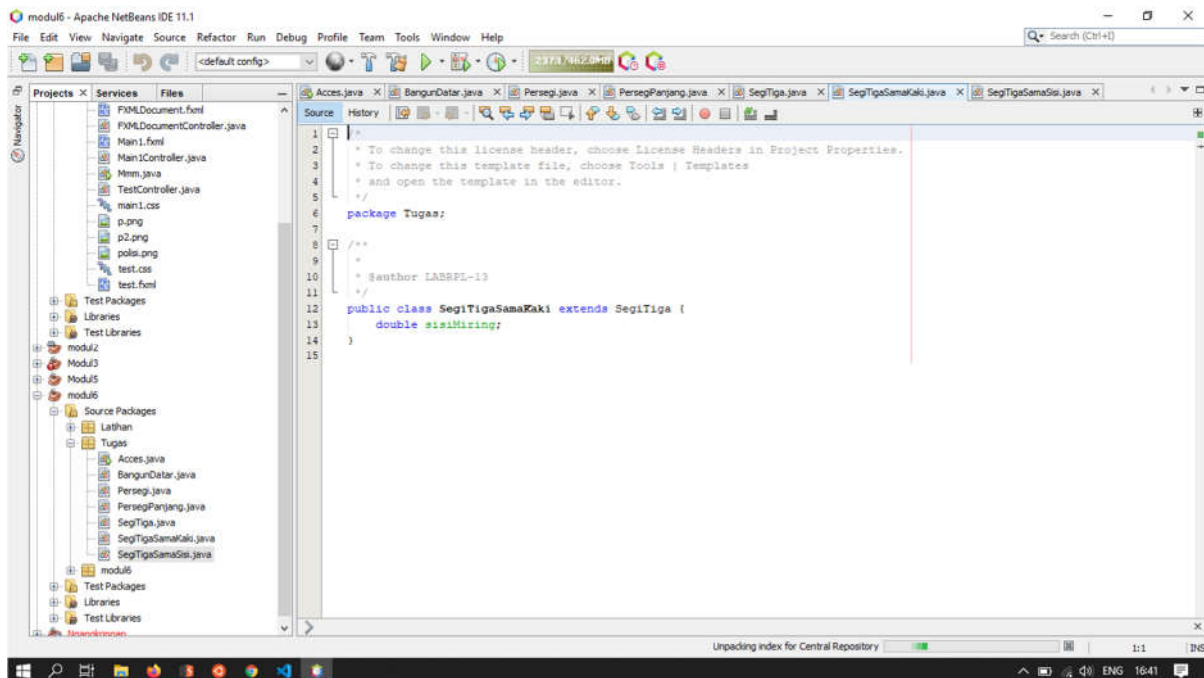 modul6 - Apache NetBeans IDE 11.1
File Edit View Navigate Source Refactor Run Debug Profile Team Tools Window Help
Search (Ctrl+I)
<default config>
237.1/462.0MB
Projects Services Files
Navigator
Acces.java BangunDatar.java Persegi.java PersegiPanjang.java SegiTiga.java SegiTigaSamaKaki.java SegiTigaSamaSisi.java
Source History
FXMLDocument.fxml
FXMLDocumentController.java
Main1.fxml
Main1Controller.java
Mmm.java
TestController.java
main1.css
p.png
p2.png
polisi.png
test.css
test.fxml
Test Packages
Libraries
Test Libraries
modul2
Modul3
Modul5
modul6
Source Packages
Latihan
Tugas
Acces.java
BangunDatar.java
Persegi.java
PersegiPanjang.java
SegiTiga.java
SegiTigaSamaKaki.java
SegiTigaSamaSisi.java
modul6
Test Packages
Libraries
Test Libraries
1 /*
2 * To change this license header, choose License Headers in Project Properties.
3 * To change this template file, choose Tools | Templates
4 * and open the template in the editor.
5 */
6 package Tugas;
7
8 /**
9 *
10 * @author LABRPL-13
11 */
12 public class SegiTigaSamaKaki extends SegiTiga {
13 double sisiMiring;
14 }
15
Unpacking index for Central Repository
1:1 INS
ENG 16:41